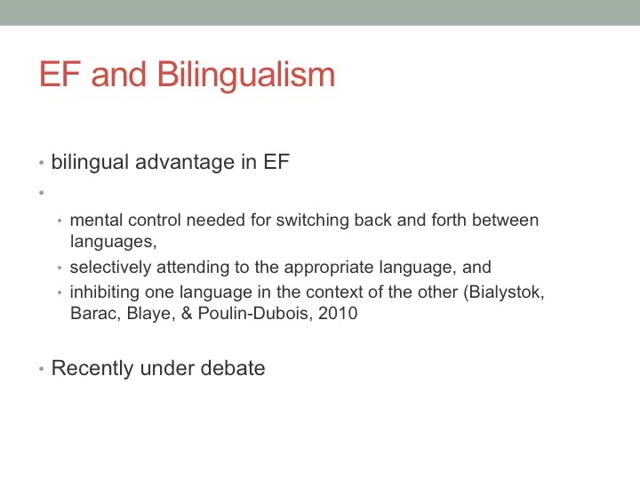 EF and Bilingualism
• bilingual advantage in EF
•
• mental control needed for switching back and forth between
languages,
• selectively attending to the appropriate language, and
• inhibiting one language in the context of the other (Bialystok,
Barac, Blaye, & Poulin-Dubois, 2010
• Recently under debate